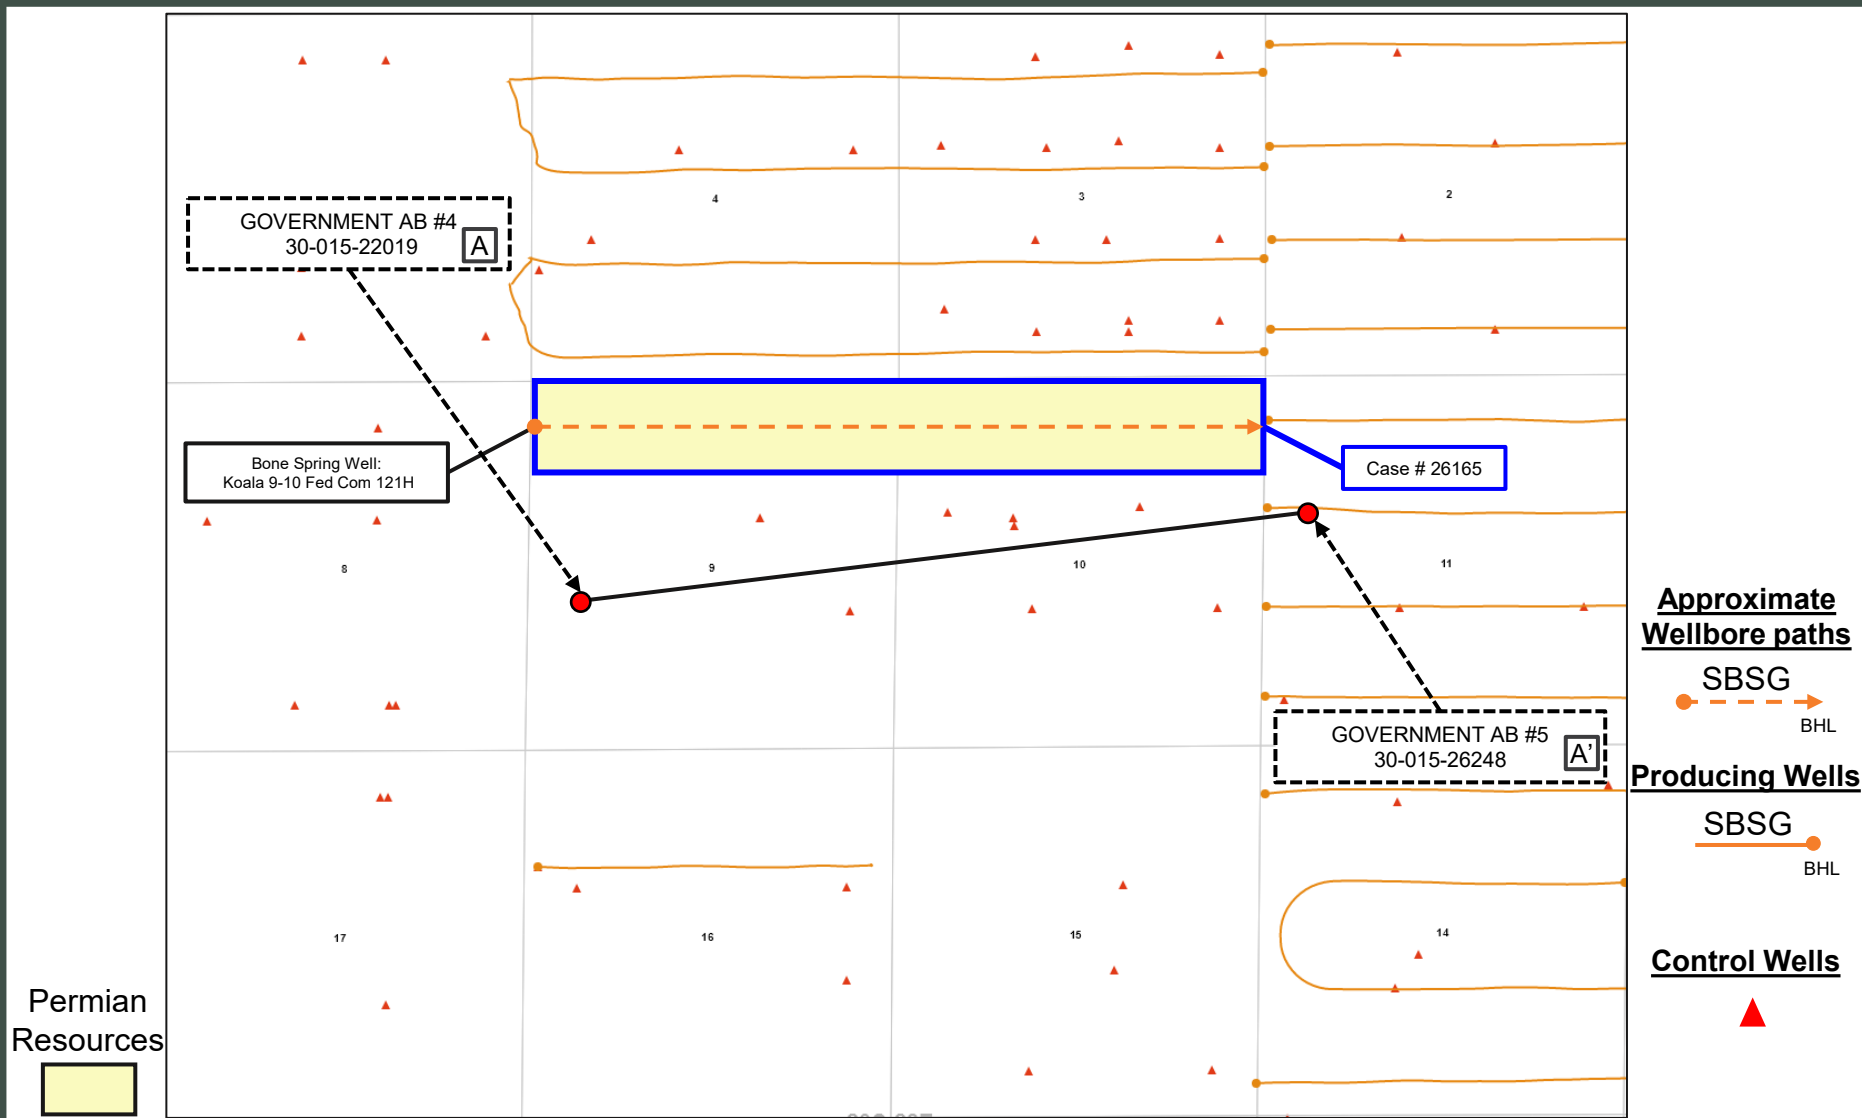 4
3
2
GOVERNMENT AB #4
30-015-22019
A
Bone Spring Well:
Koala 9-10 Fed Com 121H
Case # 26165
8
9
10
11
Approximate
Wellbore paths
SBSG
BHL
GOVERNMENT AB #5
30-015-26248
A’
Producing Wells
SBSG
BHL
17
16
15
14
Control Wells
Permian
Resources